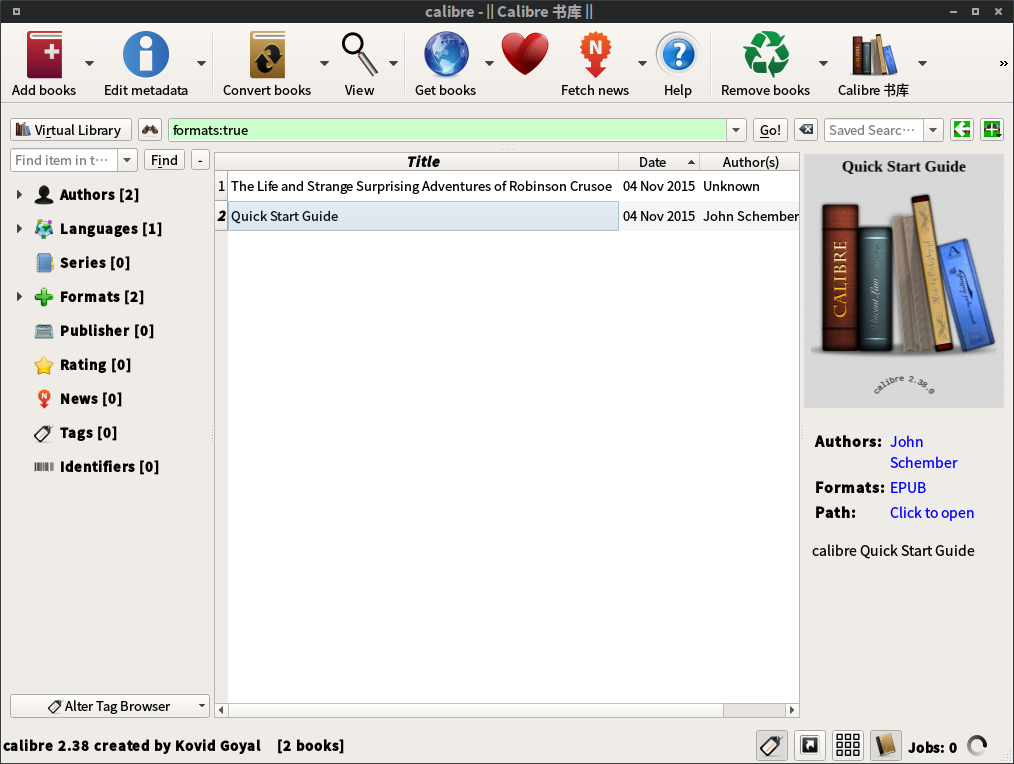 calibre - || Calibre 书库 ||
Add books
Edit metadata
Convert books
View
Get books
Fetch news
Help
Remove books
Calibre 书库
»
Virtual Library
formats:true
Go!
Saved Searc···
Find item in t···
Find
-
Title
Date
Author(s)
1 The Life and Strange Surprising Adventures of Robinson Crusoe 04 Nov 2015 Unknown
2 Quick Start Guide 04 Nov 2015 John Schember
Authors [2]
Languages [1]
Series [0]
Formats [2]
Publisher [0]
Rating [0]
News [0]
Tags [0]
Identifiers [0]
Alter Tag Browser
Quick Start Guide
CALIBRE
calibre 2.38.0
Authors: John
Schember
Formats: EPUB
Path: Click to open
calibre Quick Start Guide
calibre 2.38 created by Kovid Goyal [2 books]
Jobs: 0